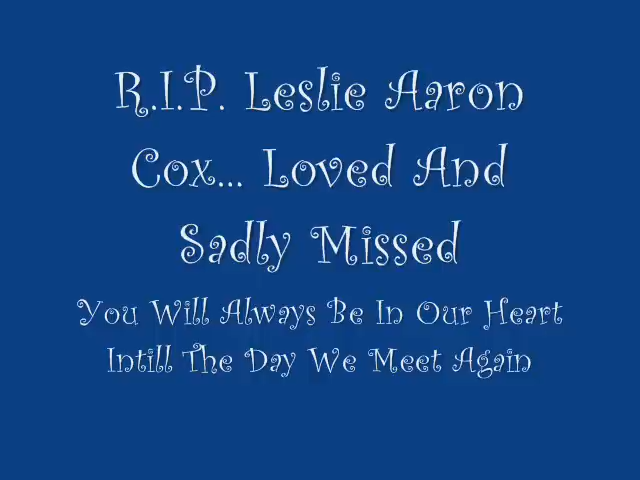 R.I.P. Leslie Aaron
Cox... Loved And
Sadly Missed
You Will Always Be In Our Heart
Intill The Day We Meet Again